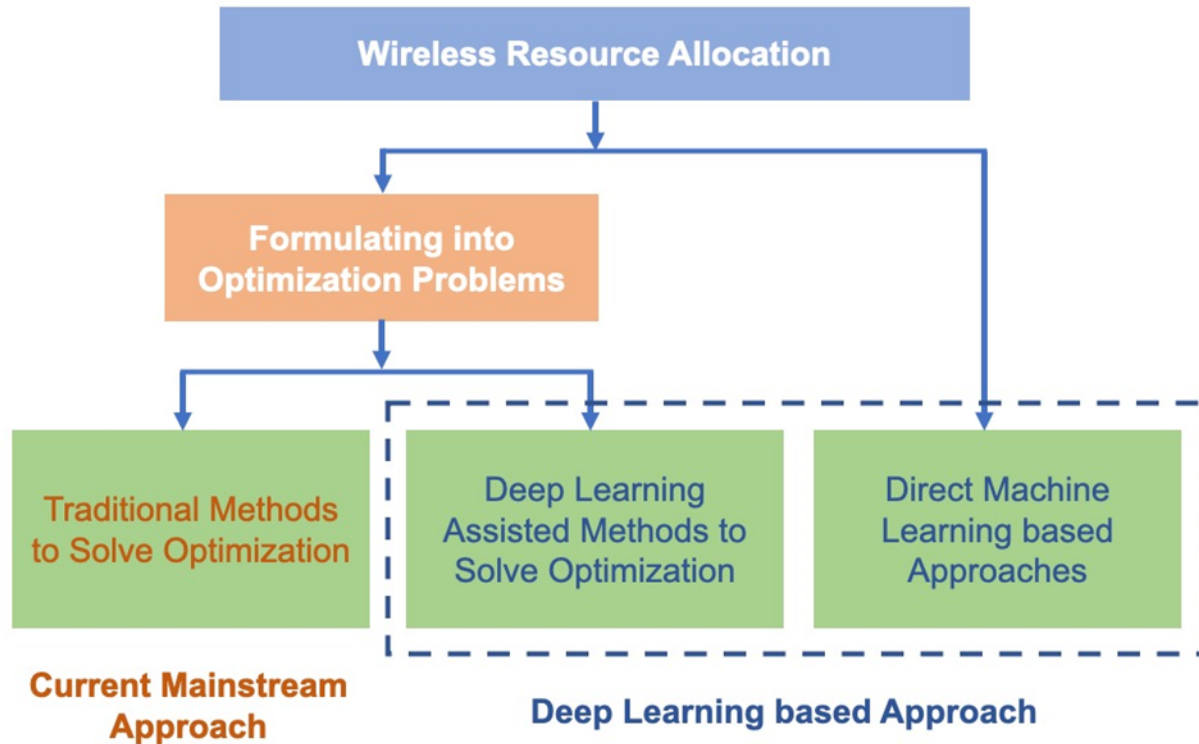 Wireless Resource Allocation
Formulating into
Optimization Problems
Traditional Methods
to Solve Optimization
Deep Learning
Assisted Methods to
Solve Optimization
Direct Machine
Learning based
Approaches
Current Mainstream
Approach
Deep Learning based Approach